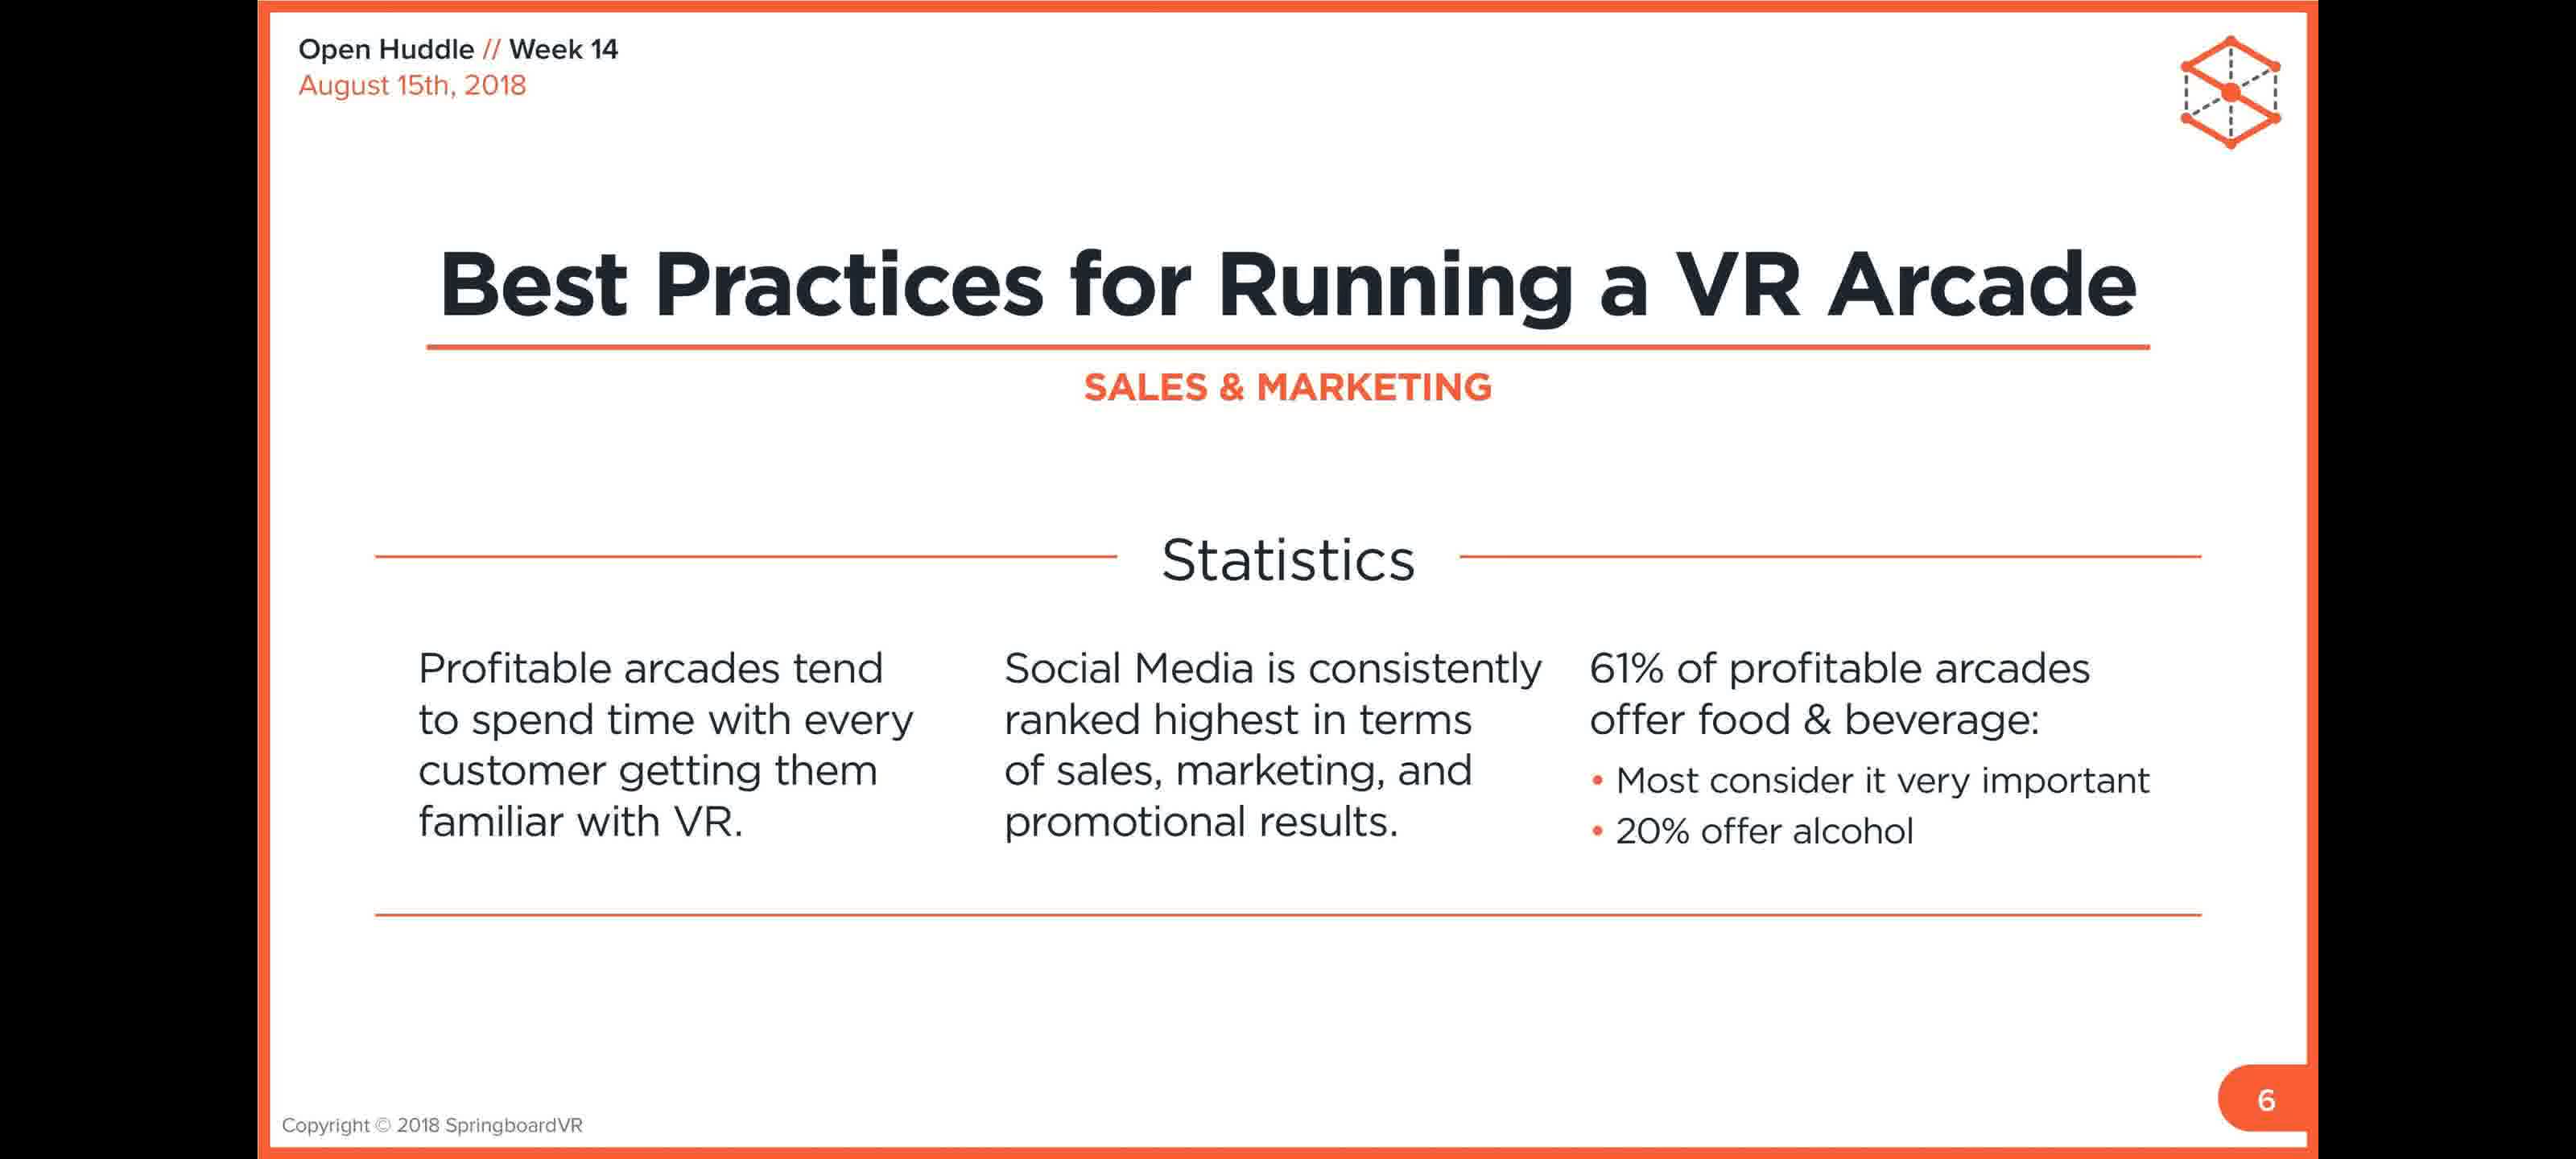 Open Huddle // Week 14
August 15th, 2018
Best Practices for Running a VR Arcade
SALES & MARKETING
Statistics
Profitable arcades tend
to spend time with every
customer getting them
familiar with VR.
Social Media is consistently
ranked highest in terms
of sales, marketing, and
promotional results.
61% of profitable arcades
offer food & beverage:
• Most consider it very important
• 20% offer alcohol
Copyright © 2018 SpringboardVR
6